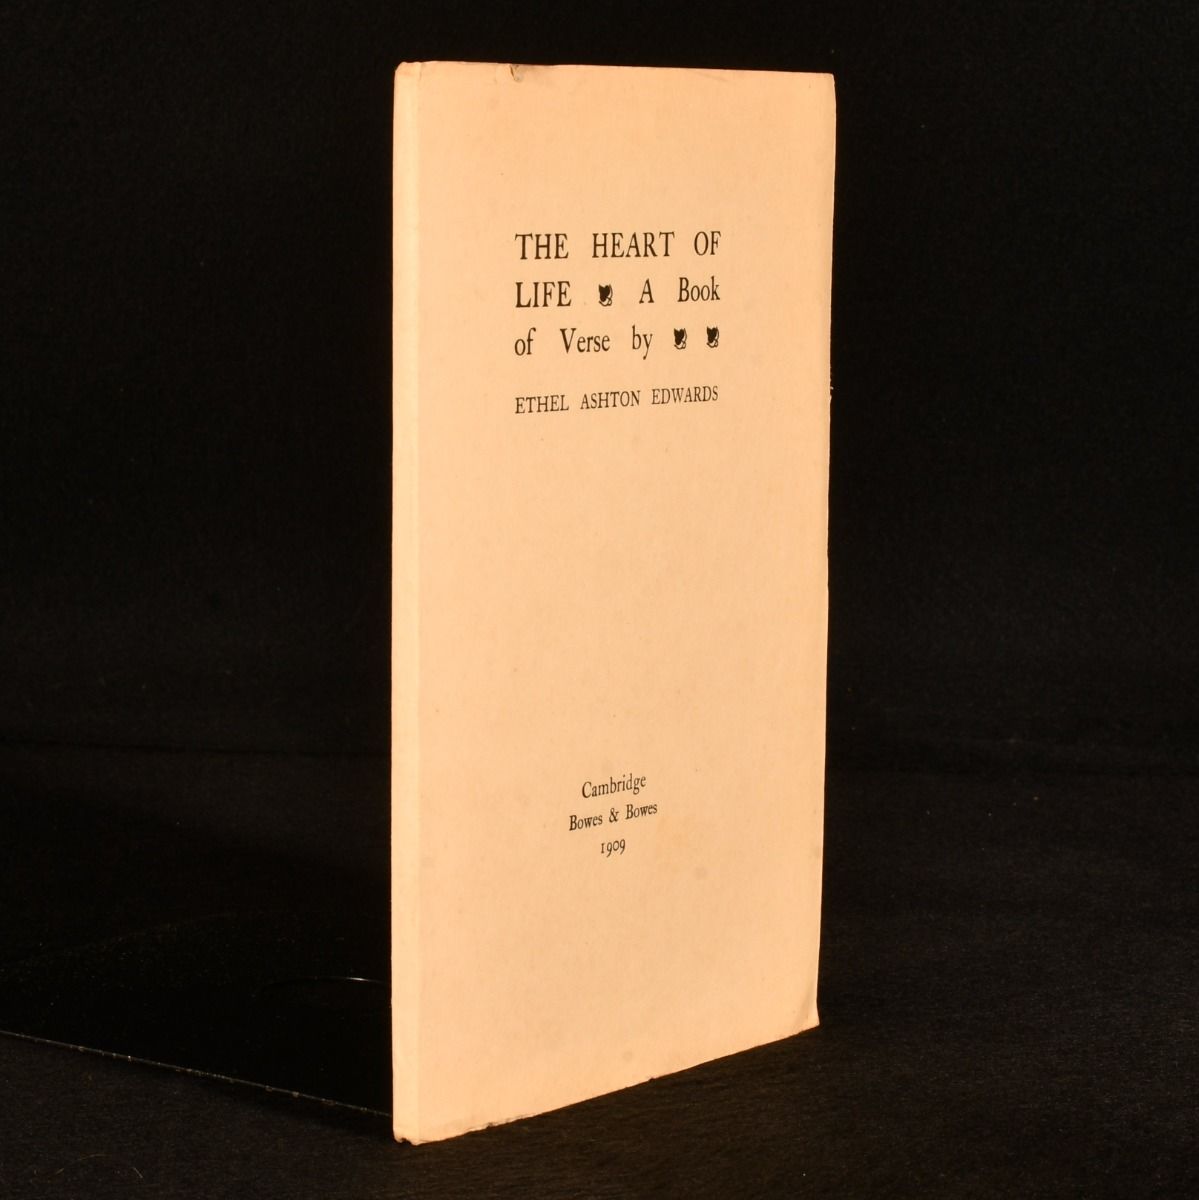 THE HEART OF
LIFE A Book
of Verse by
ETHEL ASHTON EDWARDS
Cambridge
Bowes & Bowes
1909